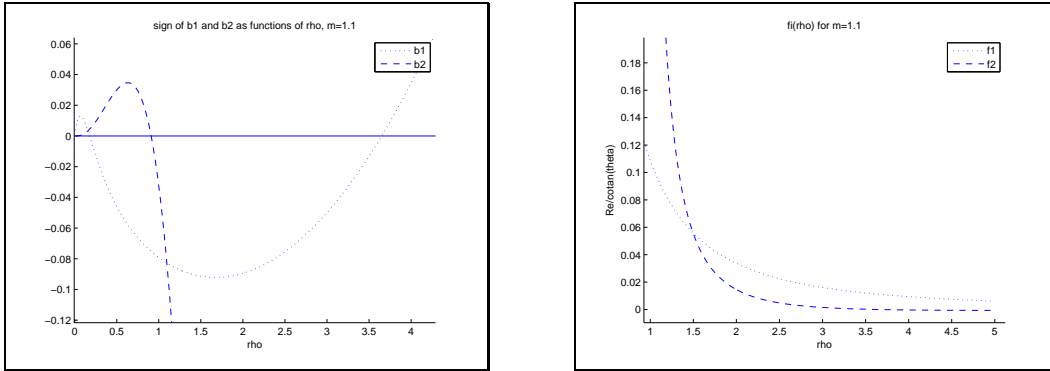 sign of b1 and b2 as functions of rho, m=1.1
0.06
0.04
0.02
0
−0.02
−0.04
−0.06
−0.08
−0.1
−0.12
0 0.5 1 1.5 2 2.5 3 3.5 4
rho
b1
b2
fi(rho) for m=1.1
Re/cotan(theta)
0.18
0.16
0.14
0.12
0.1
0.08
0.06
0.04
0.02
0
1 1.5 2 2.5 3 3.5 4 4.5 5
rho
f1
f2